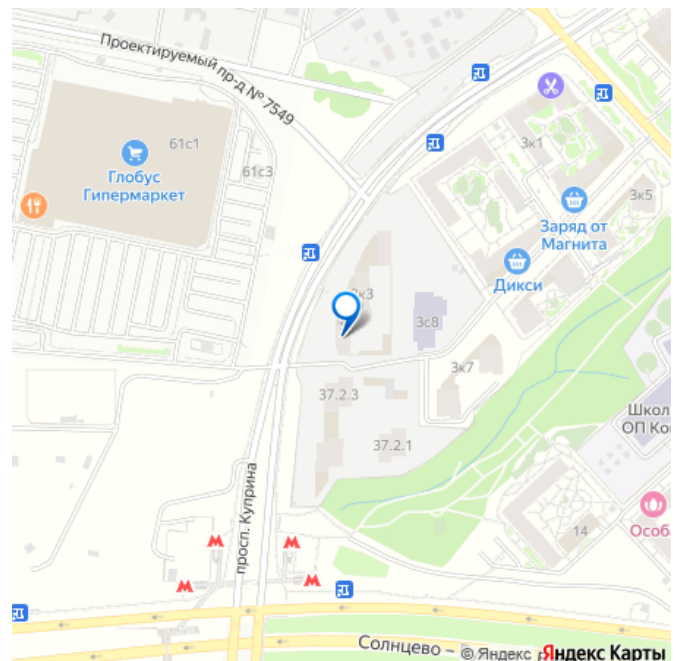 Проектируемый пр-д № 7549
61с1
Глобус
Гипермаркет
61с3
3к1
3к5
Заряд от
Магнита
Дикси
3к3
3с8
3к7
37.2.3
37.2.1
Школ
ОП Ко
просп. Куприна
14
Особ
М
М
М
М
Солнцево –
© Яндекс
Яндекс Карты